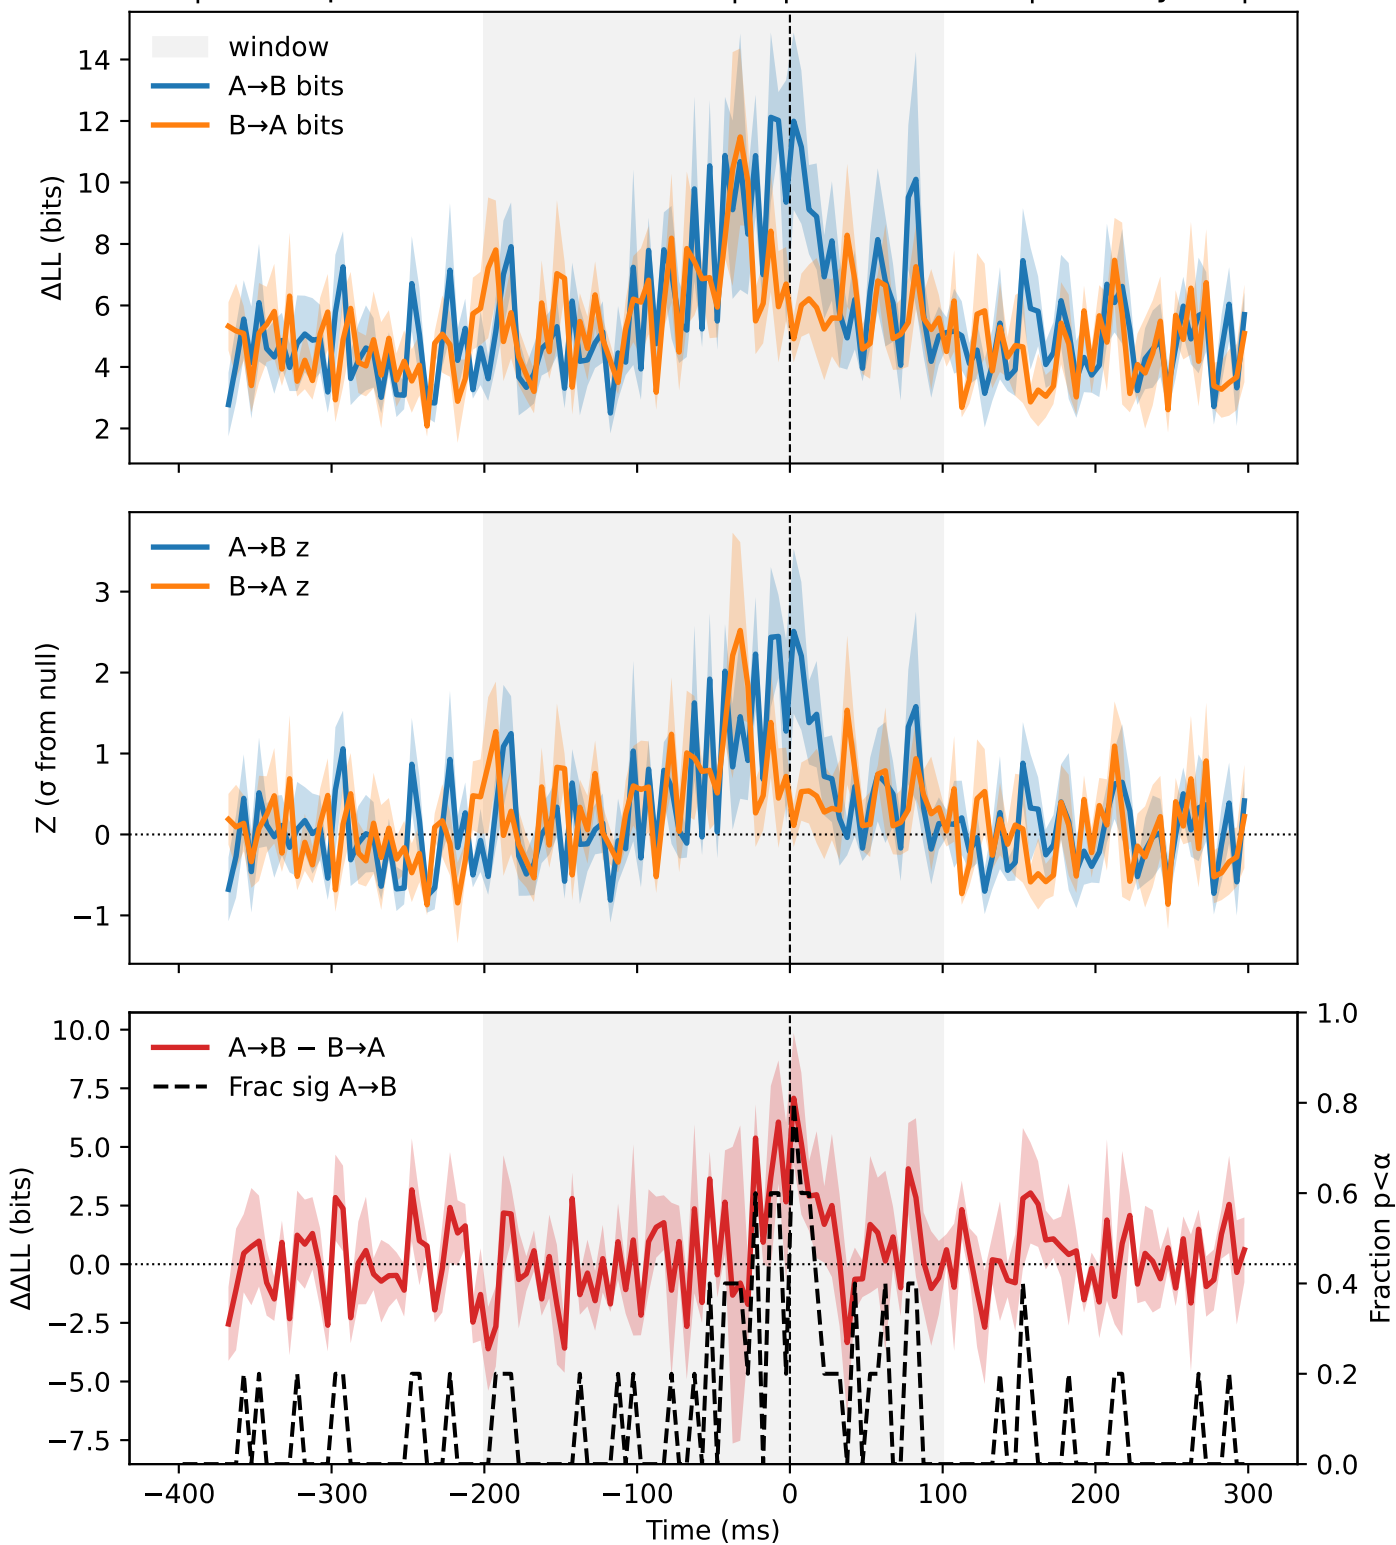 window
A→B bits
B→A bits
ΔLL (bits)
14
12
10
8
6
4
2
A→B z
B→A z
Z (σ from null)
3
2
1
0
−1
A→B − B→A
Frac sig A→B
ΔΔLL (bits)
10.0
7.5
5.0
2.5
0.0
−2.5
−5.0
−7.5
1.0
0.8
0.6
0.4
0.2
0.0
Fraction p<α
−400 −300 −200 −100 0 100 200 300
Time (ms)